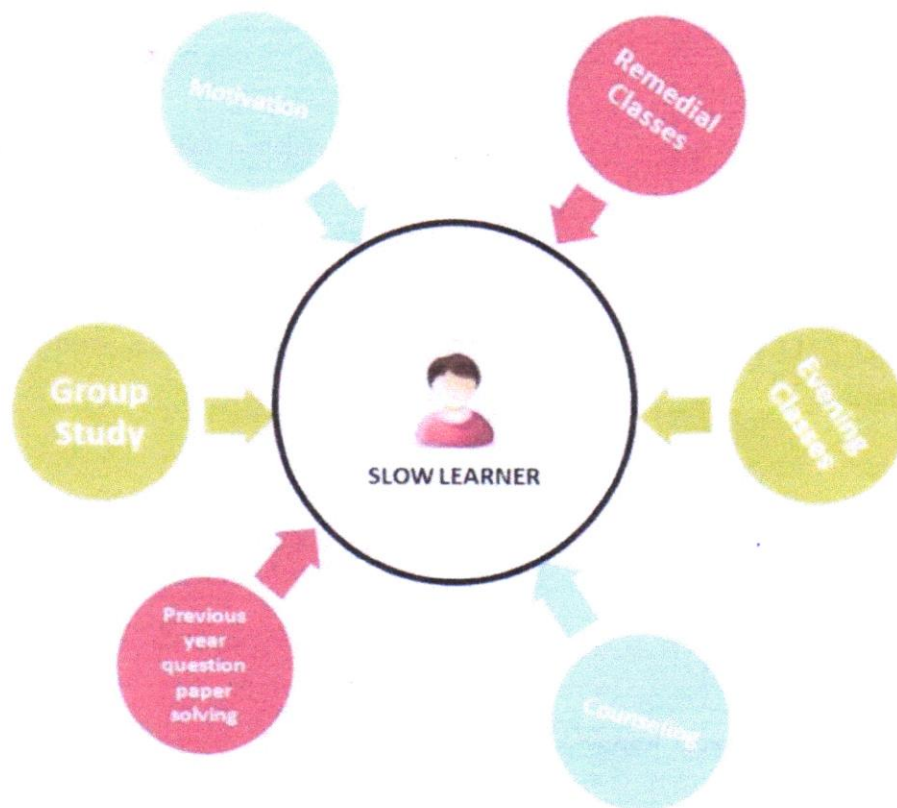 Motivation
Remedial
Classes
Group
Study
Evening
Classes
SLOW LEARNER
Previous
year
question
paper
solving
Counseling